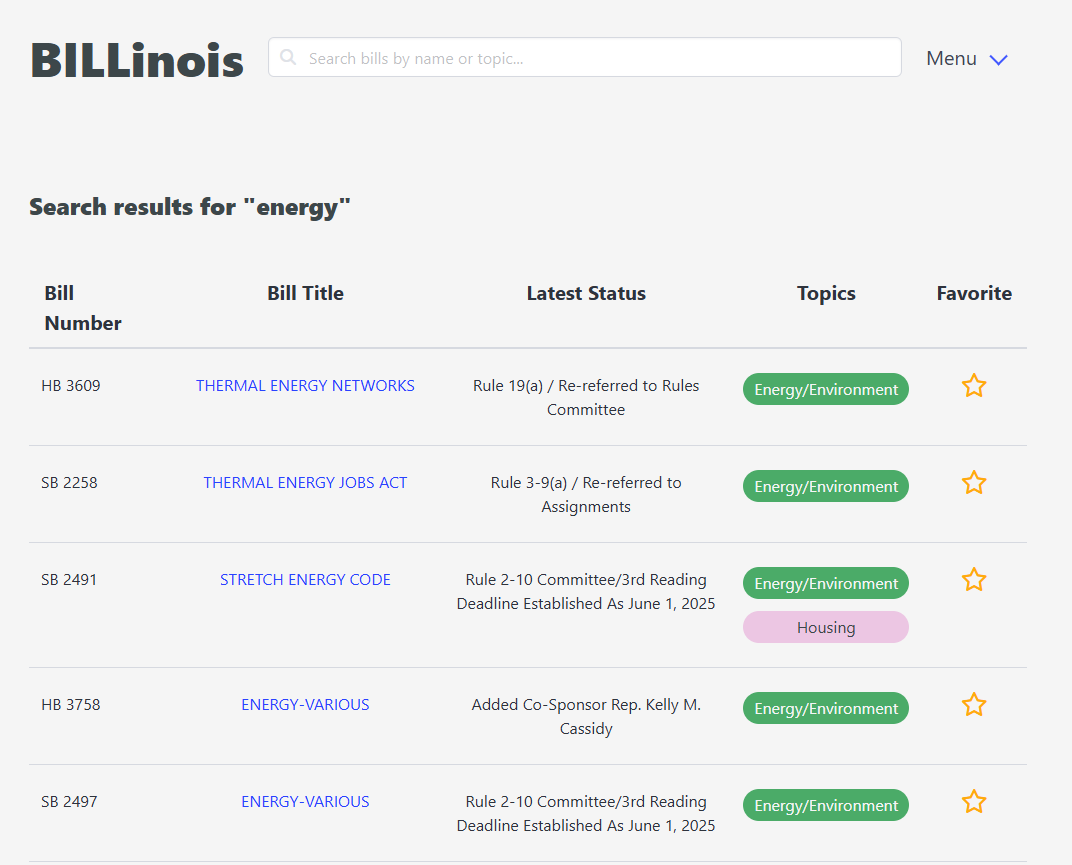 BILLinois
Search bills by name or topic...
Menu
Search results for "energy"
Bill Number
Bill Title
Latest Status
Topics
Favorite
HB 3609
THERMAL ENERGY NETWORKS
Rule 19(a) / Re-referred to Rules
Committee
Energy/Environment
SB 2258
THERMAL ENERGY JOBS ACT
Rule 3-9(a) / Re-referred to
Assignments
Energy/Environment
SB 2491
STRETCH ENERGY CODE
Rule 2-10 Committee/3rd Reading
Deadline Established As June 1, 2025
Energy/Environment
Housing
HB 3758
ENERGY-VARIOUS
Added Co-Sponsor Rep. Kelly M.
Cassidy
Energy/Environment
SB 2497
ENERGY-VARIOUS
Rule 2-10 Committee/3rd Reading
Deadline Established As June 1, 2025
Energy/Environment